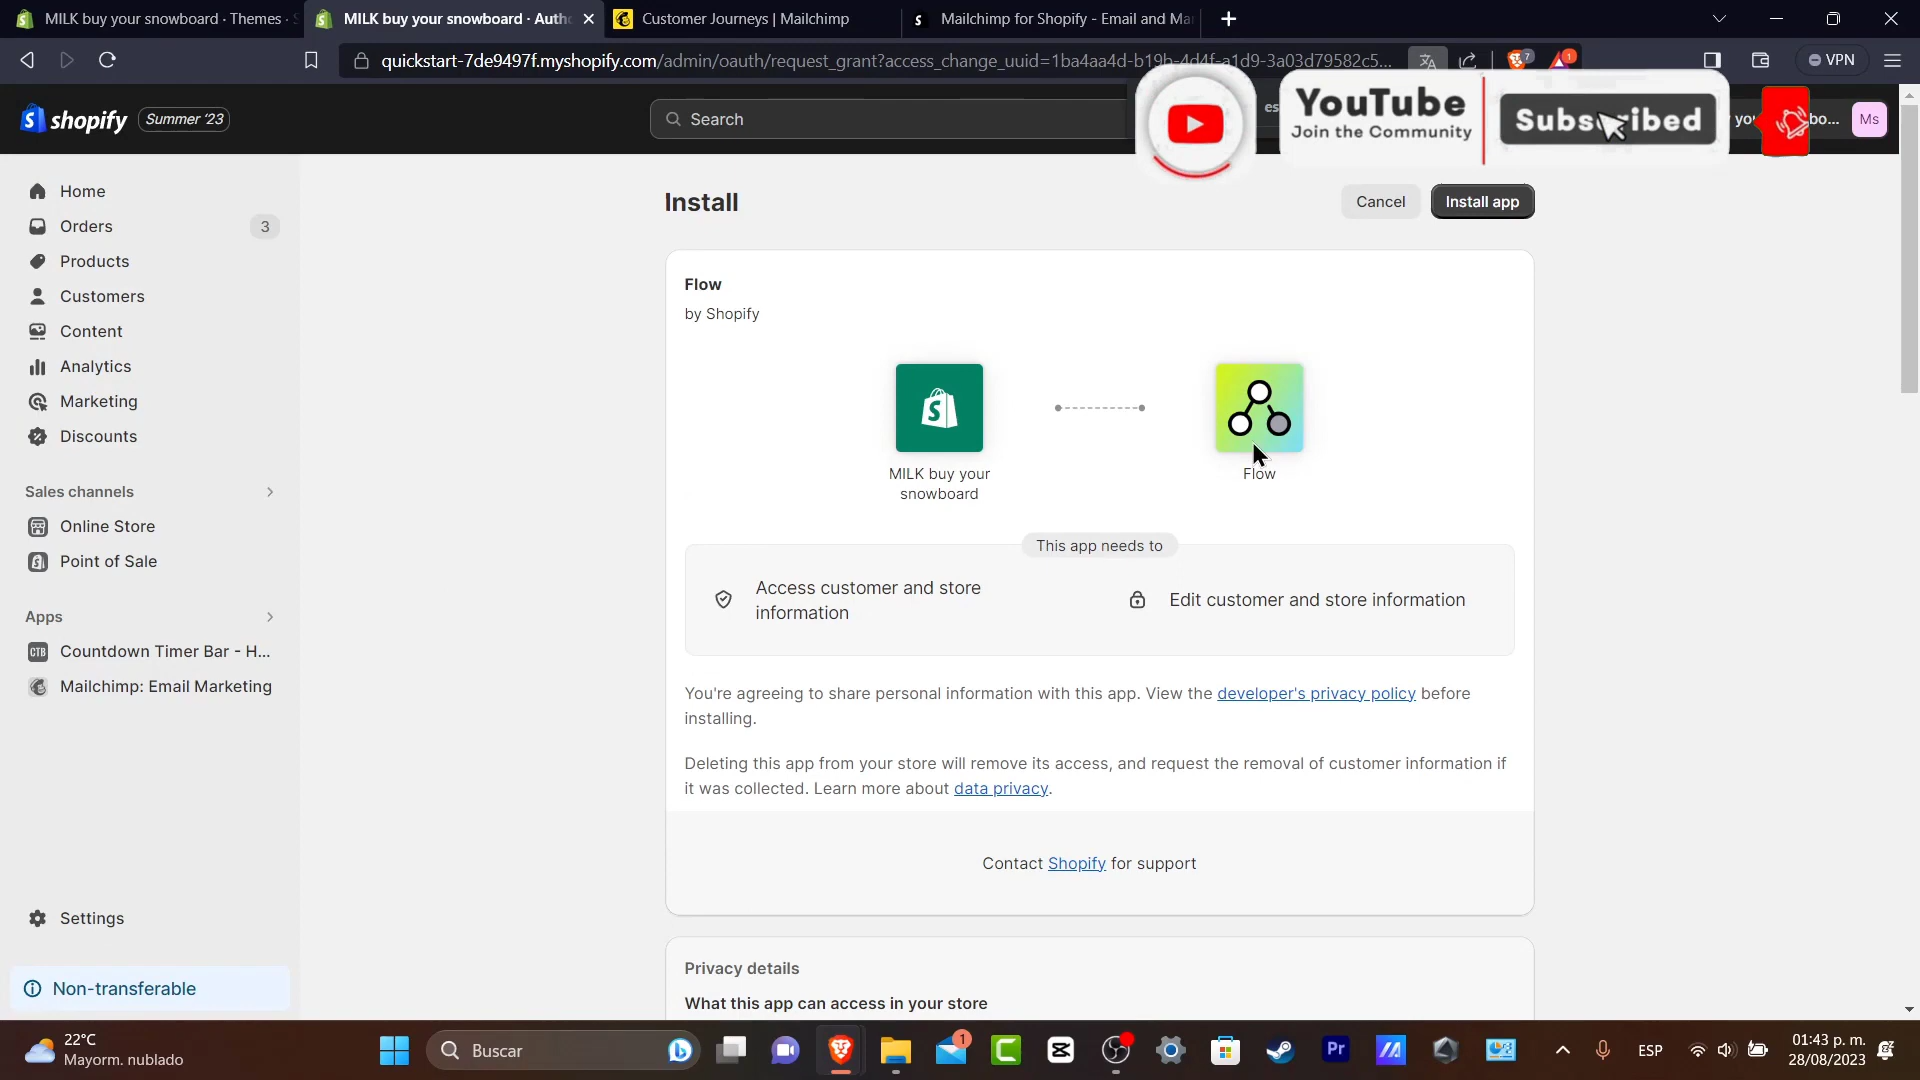 MILK buy your snowboard · Themes ·
MILK buy your snowboard · Auth
Customer Journeys | Mailchimp
Mailchimp for Shopify - Email and Mar
quickstart-7de9497f.myshopify.com/admin/oauth/request_grant?access_change_uuid=1ba4aa4d-b19b-4d4f-a1d9-3a03d79582c5...
7
1
VPN
shopify
Summer '23
Search
es
YouTube
Join the Community
Subscribed
bo...
Ms
Home
Orders
3
Products
Customers
Content
Analytics
Marketing
Discounts
Sales channels
Online Store
Point of Sale
Apps
CTB
Countdown Timer Bar - H...
Mailchimp: Email Marketing
Settings
Non-transferable
Install
Cancel
Install app
Flow
by Shopify
MILK buy your
snowboard
Flow
This app needs to
Access customer and store
information
Edit customer and store information
You're agreeing to share personal information with this app. View the developer's privacy policy before
installing.
Deleting this app from your store will remove its access, and request the removal of customer information if
it was collected. Learn more about data privacy.
Contact Shopify for support
Privacy details
What this app can access in your store
22°C
Mayorm. nublado
Buscar
1
Pr
ESP
01:43 p. m.
28/08/2023